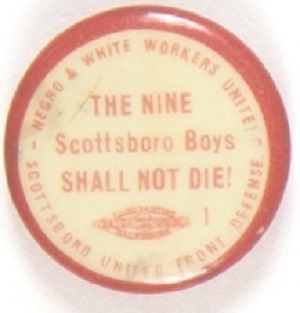 NEGRO & WHITE WORKERS UNITE!
THE NINE
Scottsboro Boys
SHALL NOT DIE!
1
SCOTTSBORO UNITED FRONT DEFENSE